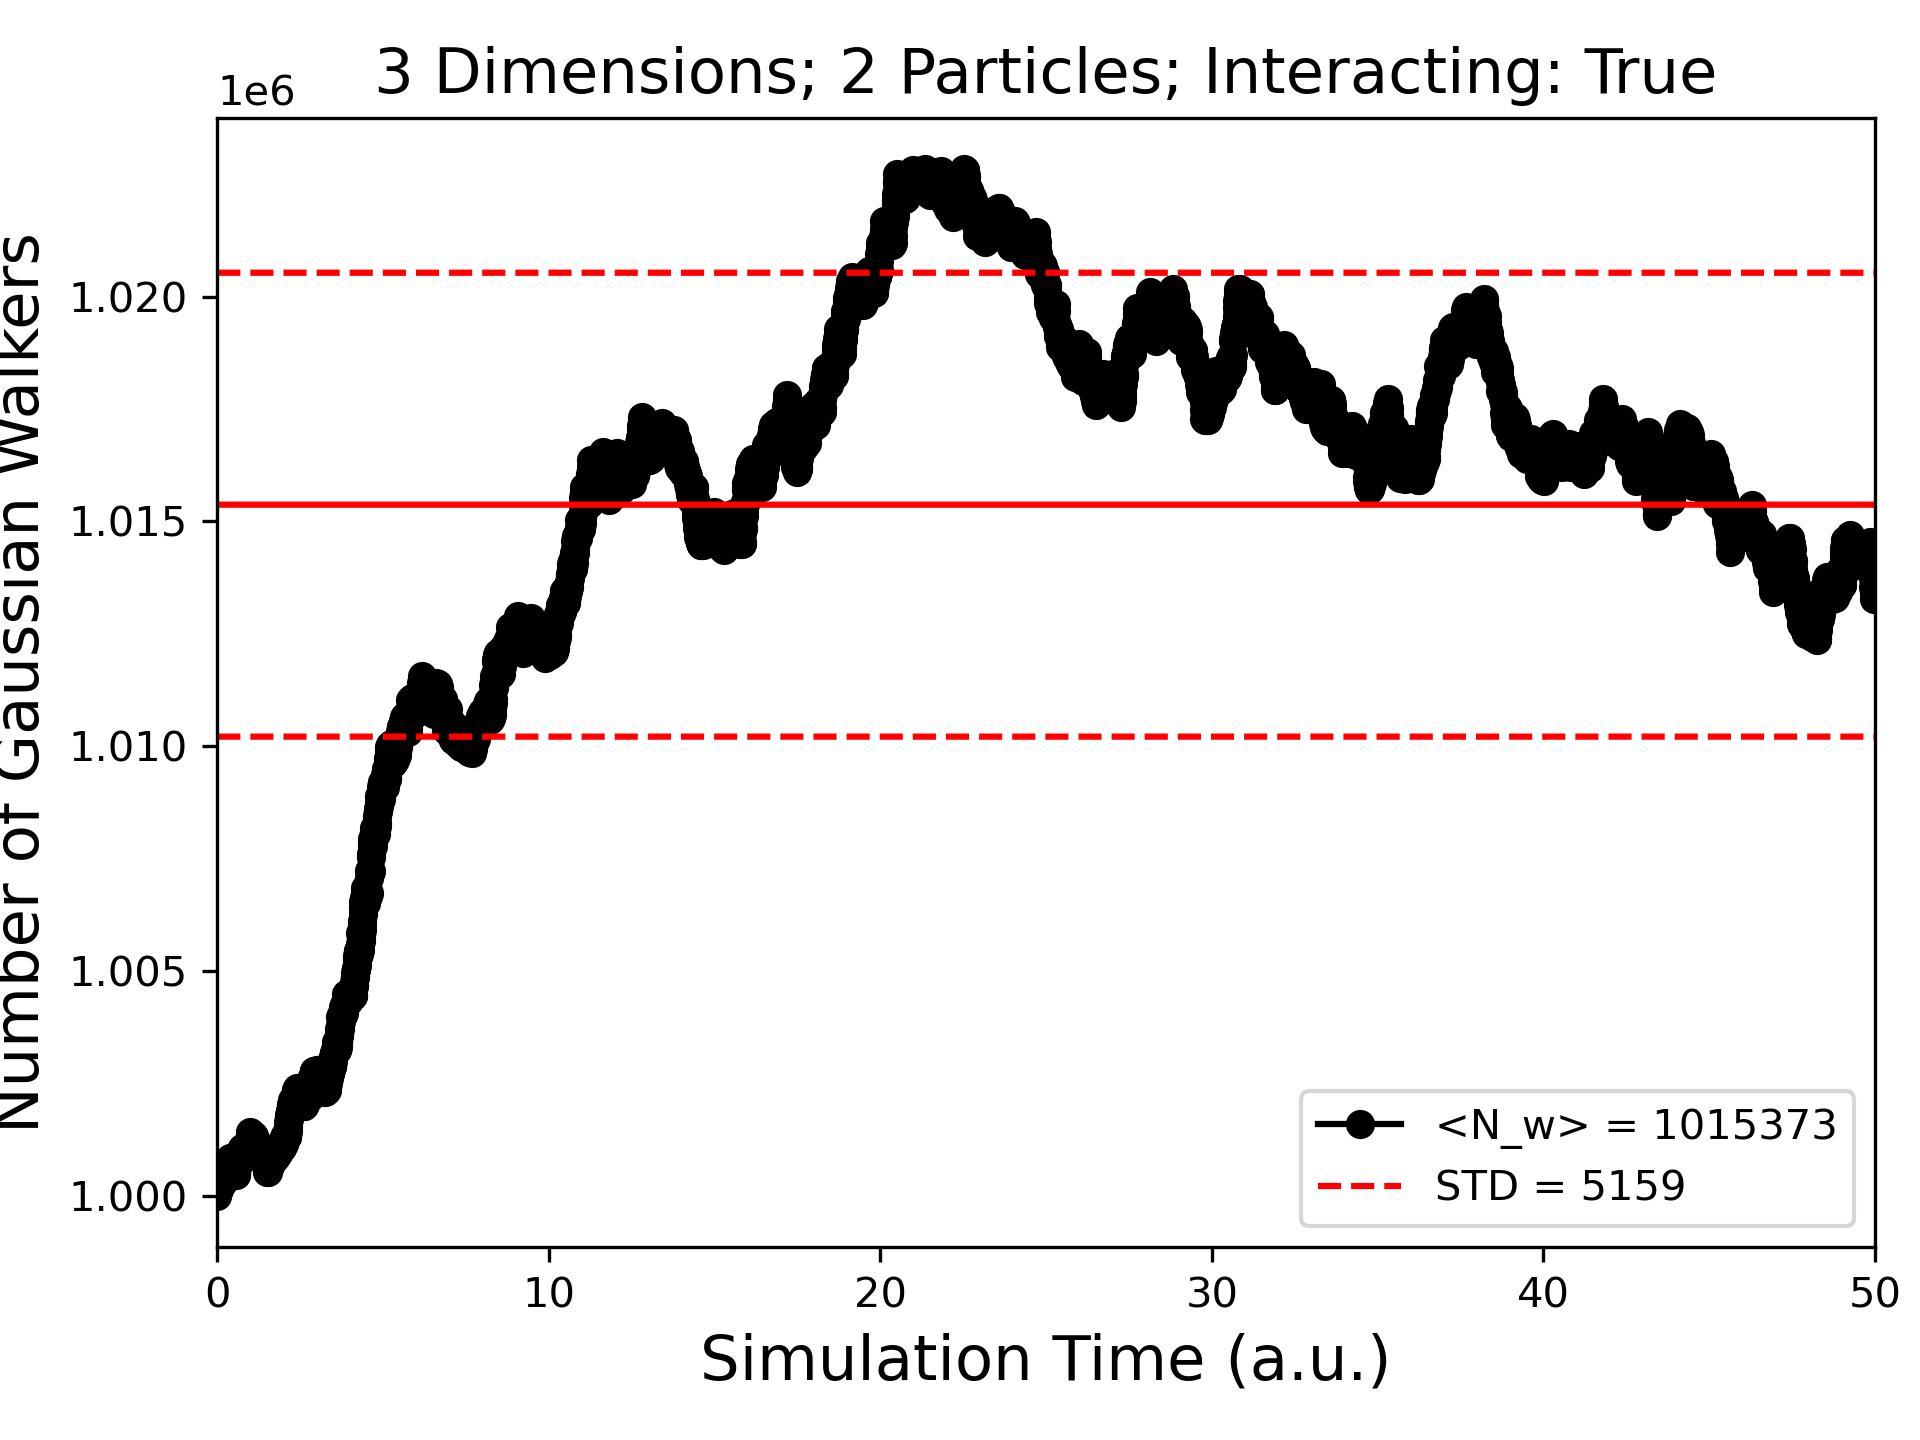 3 Dimensions; 2 Particles; Interacting: True
1e6
1.020
1.015
1.010
1.005
1.000
Number of Gaussian Walkers
<N_w> = 1015373
STD = 5159
0 10 20 30 40 50
Simulation Time (a.u.)